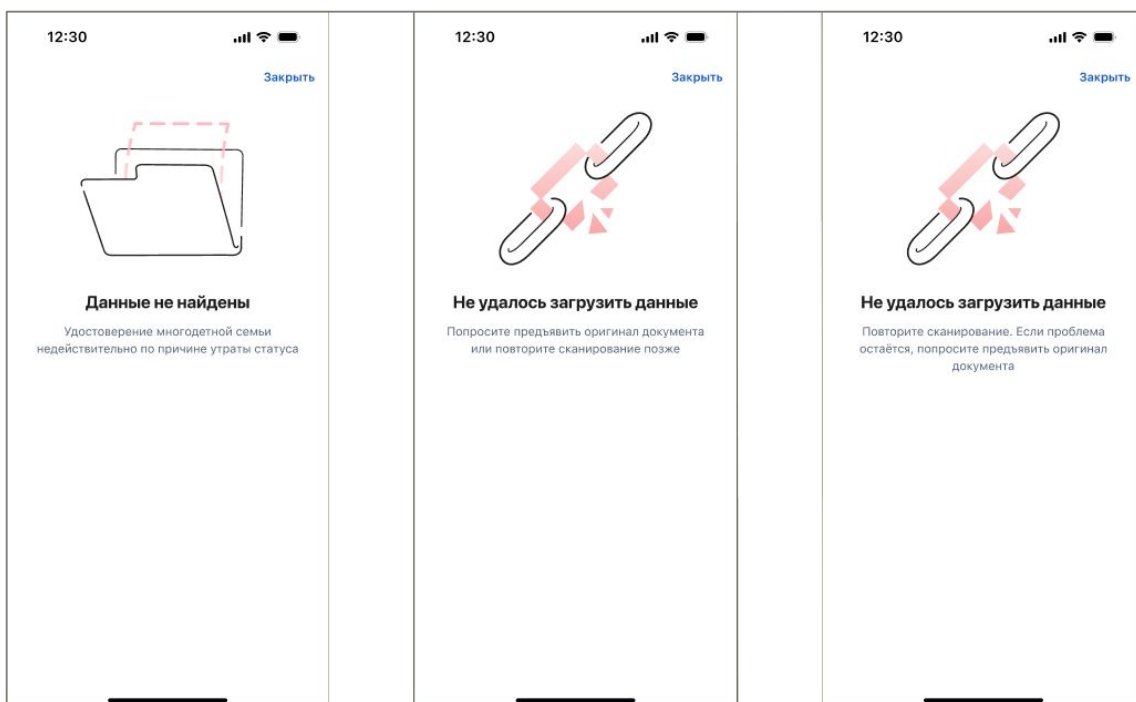 12:30
Закрыть
Данные не найдены
Удостоверение многодетной семьи
недействительно по причине утраты статуса
12:30
Закрыть
Не удалось загрузить данные
Попросите предъявить оригинал документа
или повторите сканирование позже
12:30
Закрыть
Не удалось загрузить данные
Повторите сканирование. Если проблема
остаётся, попросите предъявить оригинал
документа